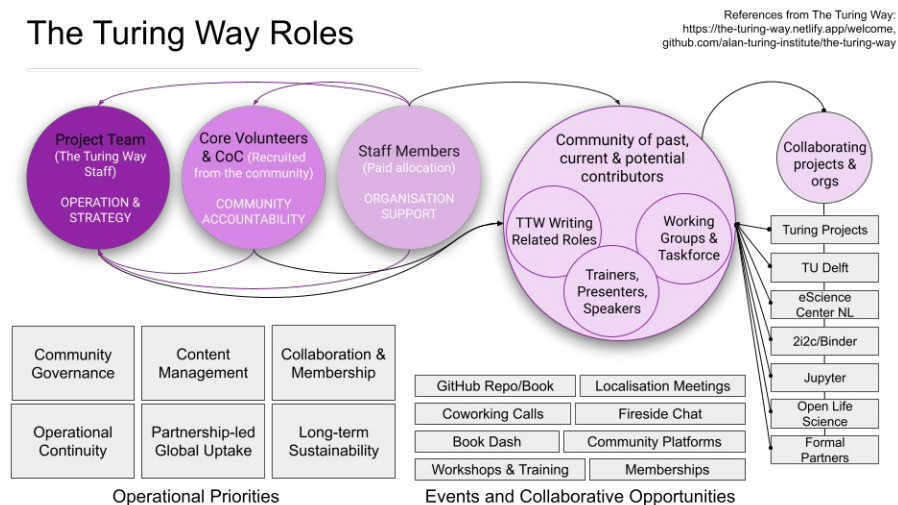 The Turing Way Roles
References from The Turing Way:
https://the-turing-way.netlify.app/welcome,
github.com/alan-turing-institute/the-turing-way
Project Team
(The Turing Way
Staff)
OPERATION &
STRATEGY
Core Volunteers
& CoC (Recruited
from the community)
COMMUNITY
ACCOUNTABILITY
Staff Members
(Paid allocation)
ORGANISATION
SUPPORT
Community of past,
current & potential
contributors
TTW Writing
Related Roles
Working
Groups &
Taskforce
Trainers,
Presenters,
Speakers
Collaborating
projects &
orgs
Turing Projects
TU Delft
eScience
Center NL
2i2c/Binder
Jupyter
Open Life
Science
Formal
Partners
Community
Governance
Content
Management
Collaboration &
Membership
Operational
Continuity
Partnership-led
Global Uptake
Long-term
Sustainability
Operational Priorities
GitHub Repo/Book
Localisation Meetings
Coworking Calls
Fireside Chat
Book Dash
Community Platforms
Workshops & Training
Memberships
Events and Collaborative Opportunities